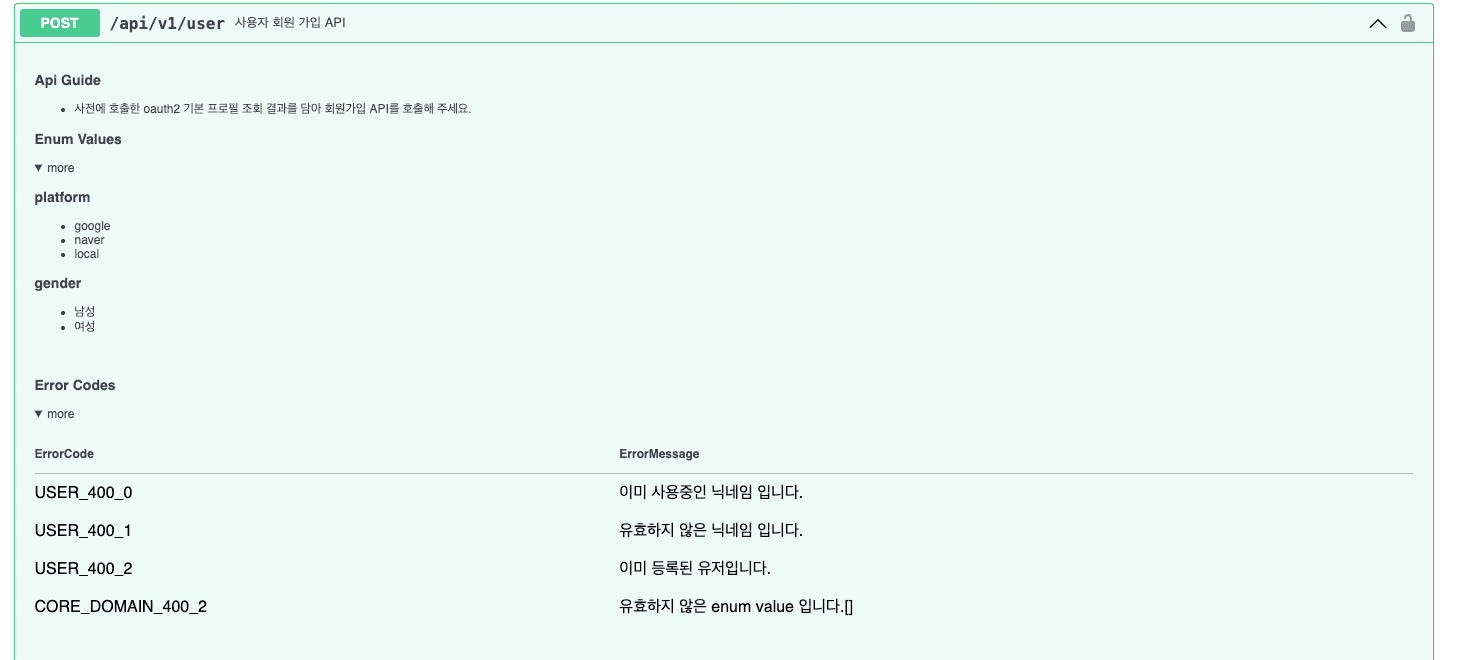 POST /api/v1/user 사용자 회원 가입 API
Api Guide
사전에 호출한 oauth2 기본 프로필 조회 결과를 담아 회원가입 API를 호출해 주세요.
Enum Values
▼ more
platform
google
naver
local
gender
남성
여성
Error Codes
▼ more
ErrorCode ErrorMessage
USER_400_0 이미 사용중인 닉네임 입니다.
USER_400_1 유효하지 않은 닉네임 입니다.
USER_400_2 이미 등록된 유저입니다.
CORE_DOMAIN_400_2 유효하지 않은 enum value 입니다.[]